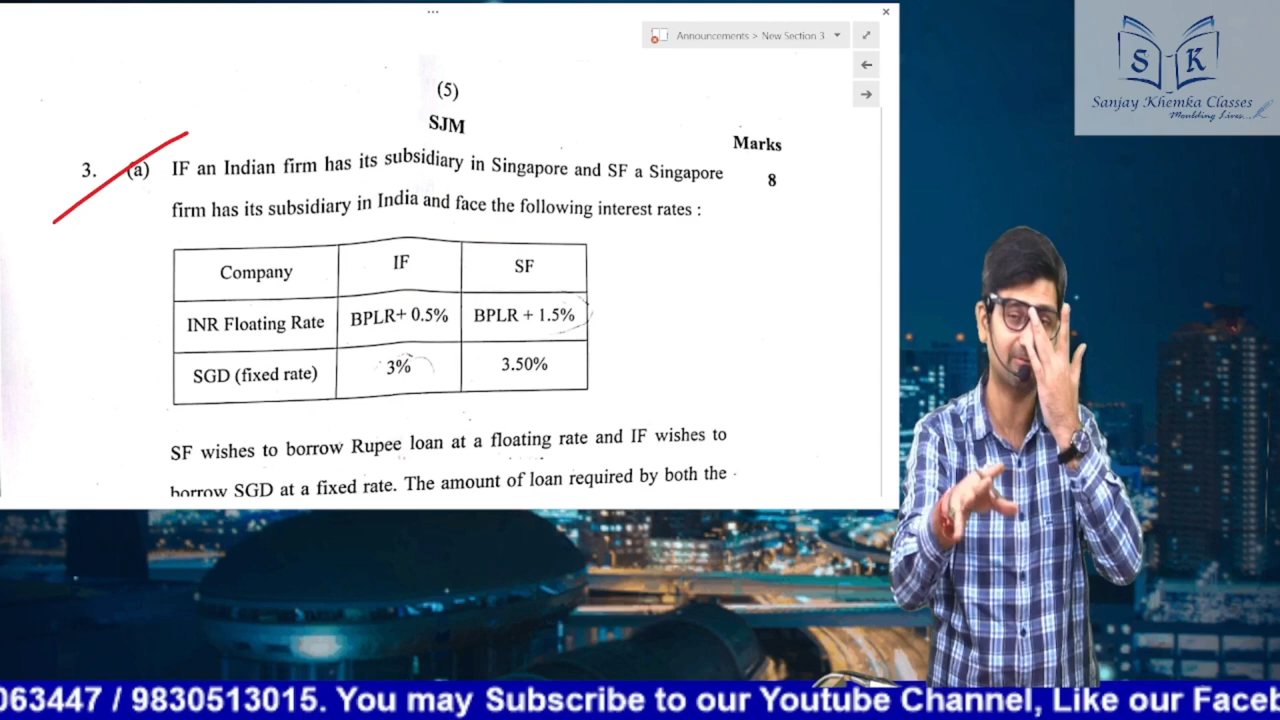 Announcements > New Section 3
(5)
SJM
Marks
3. (a) IF an Indian firm has its subsidiary in Singapore and SF a Singapore 8
firm has its subsidiary in India and face the following interest rates :
Company IF SF
INR Floating Rate BPLR+ 0.5% BPLR + 1.5%
SGD (fixed rate) 3% 3.50%
SF wishes to borrow Rupee loan at a floating rate and IF wishes to
borrow SGD at a fixed rate. The amount of loan required by both the
S K
Sanjay Khemka Classes
Moulding Lives...
063447 / 9830513015. You may Subscribe to our Youtube Channel, Like our Faceb